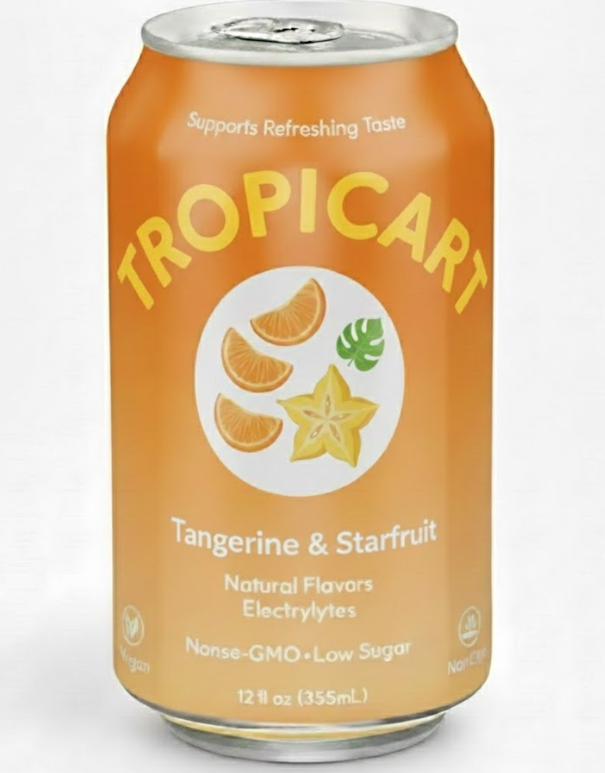 Supports Refreshing Taste
TROPICART
Tangerine & Starfruit
Natural Flavors
Electrylytes
Nonse-GMO•Low Sugar
Vegan
12 fl oz (355mL)